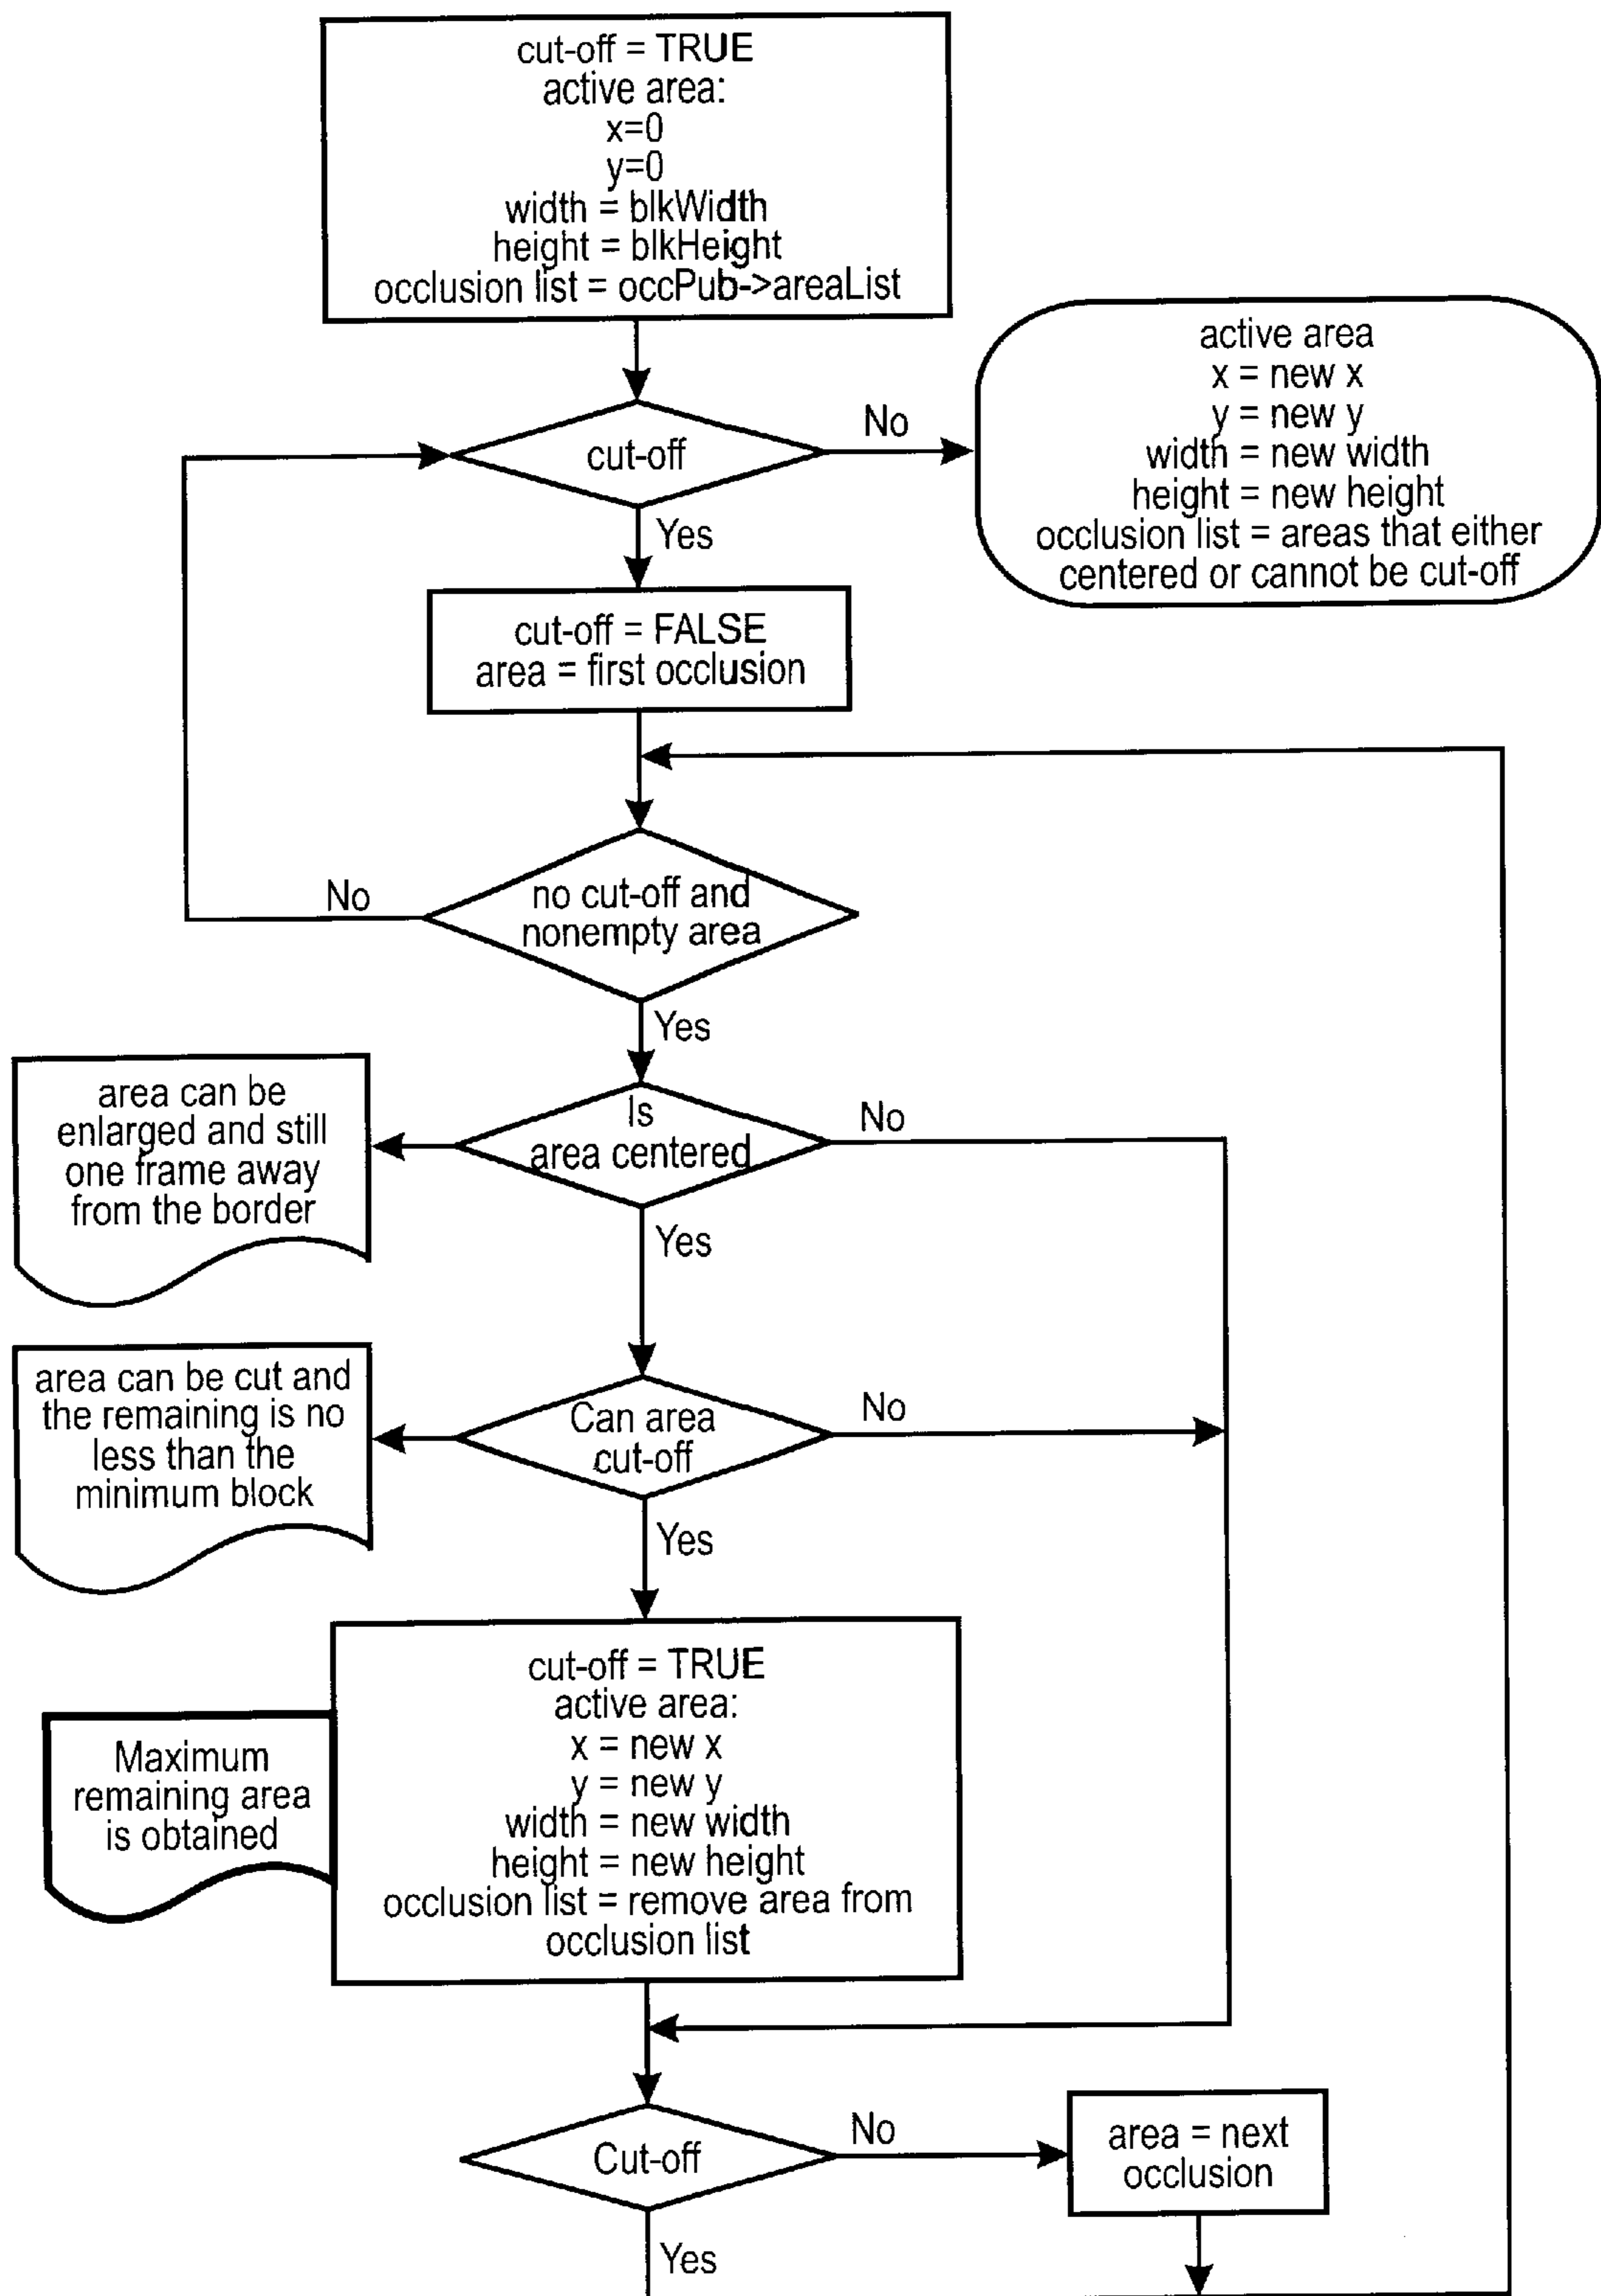 cut-off = TRUE
active area:
x=0
y=0
width = blkWidth
height = blkHeight
occlusion list = occPub->areaList
active area
x = new x
y = new y
width = new width
height = new height
occlusion list = areas that either
centered or cannot be cut-off
cut-off
No
Yes
cut-off = FALSE
area = first occlusion
no cut-off and
nonempty area
No
Yes
area can be
enlarged and still
one frame away
from the border
Is
area centered
No
Yes
area can be cut and
the remaining is no
less than the
minimum block
Can area
cut-off
No
Yes
Maximum
remaining area
is obtained
cut-off = TRUE
active area:
x = new x
y = new y
width = new width
height = new height
occlusion list = remove area from
occlusion list
Cut-off
No
area = next
occlusion
Yes